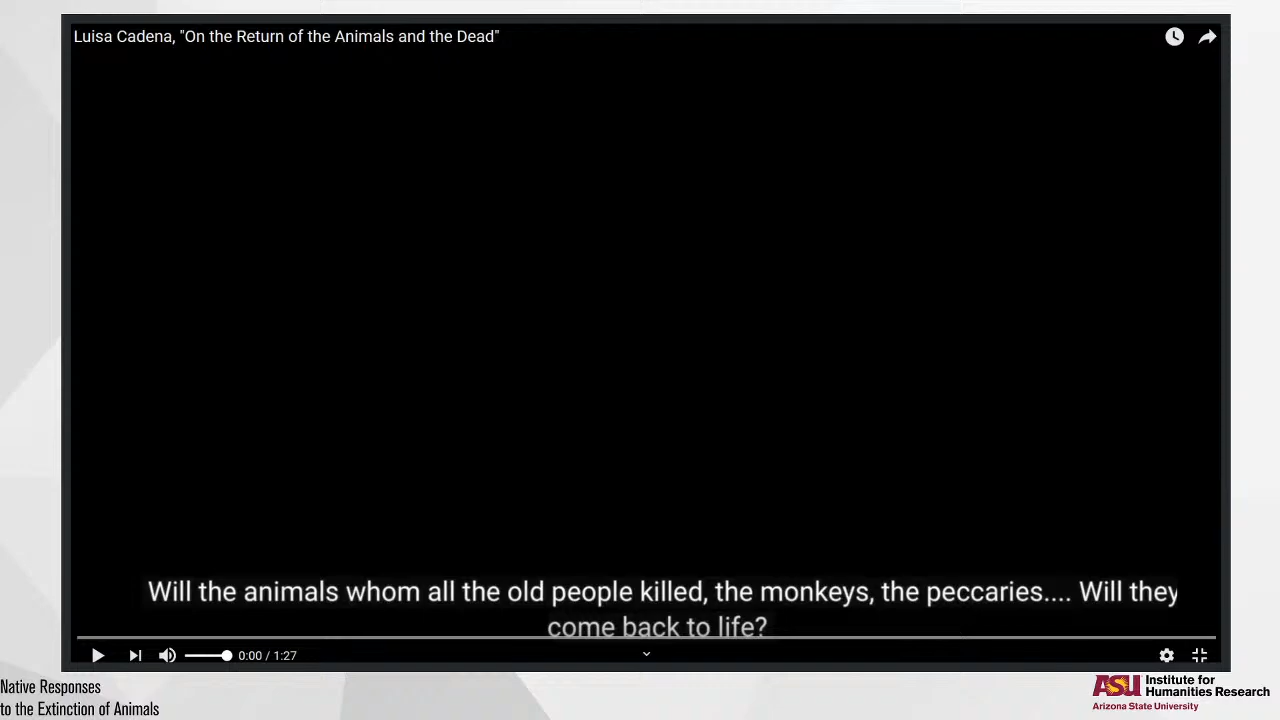 Luisa Cadena, "On the Return of the Animals and the Dead"
Will the animals whom all the old people killed, the monkeys, the peccaries.... Will they
come back to life?
0:00 / 1:27
Native Responses
to the Extinction of Animals
ASU Institute for
Humanities Research
Arizona State University